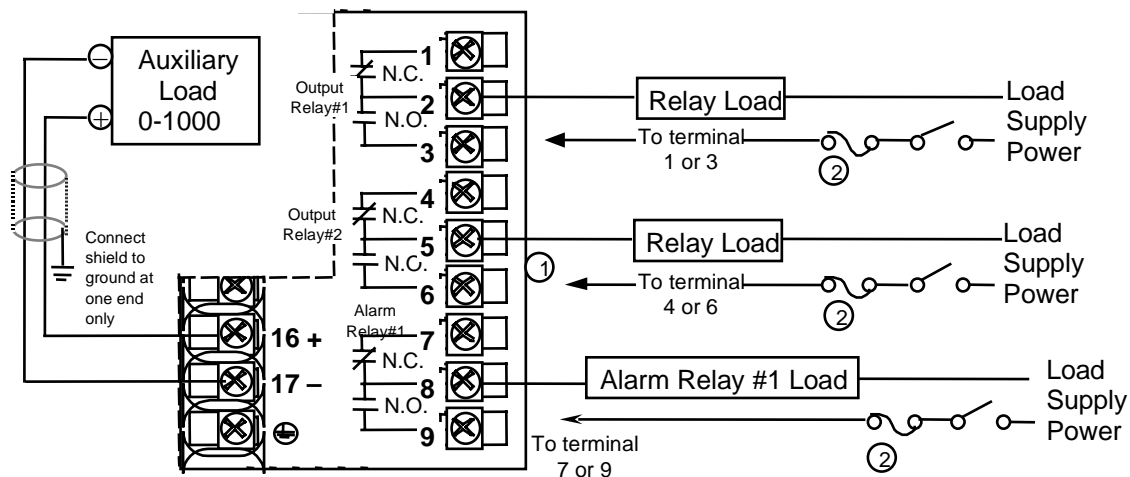 Auxiliary
Load
0-1000
−
+
Connect
shield to
ground at
one end
only
16 +
17 –
Output
Relay#1
N.C.
N.O.
1
2
3
Output
Relay#2
N.C.
N.O.
4
5
6
Alarm
Relay#1
N.C.
N.O.
7
8
9
1
Relay Load
To terminal
1 or 3
2
Load
Supply
Power
Relay Load
To terminal
4 or 6
2
Load
Supply
Power
Alarm Relay #1 Load
To terminal
7 or 9
2
Load
Supply
Power